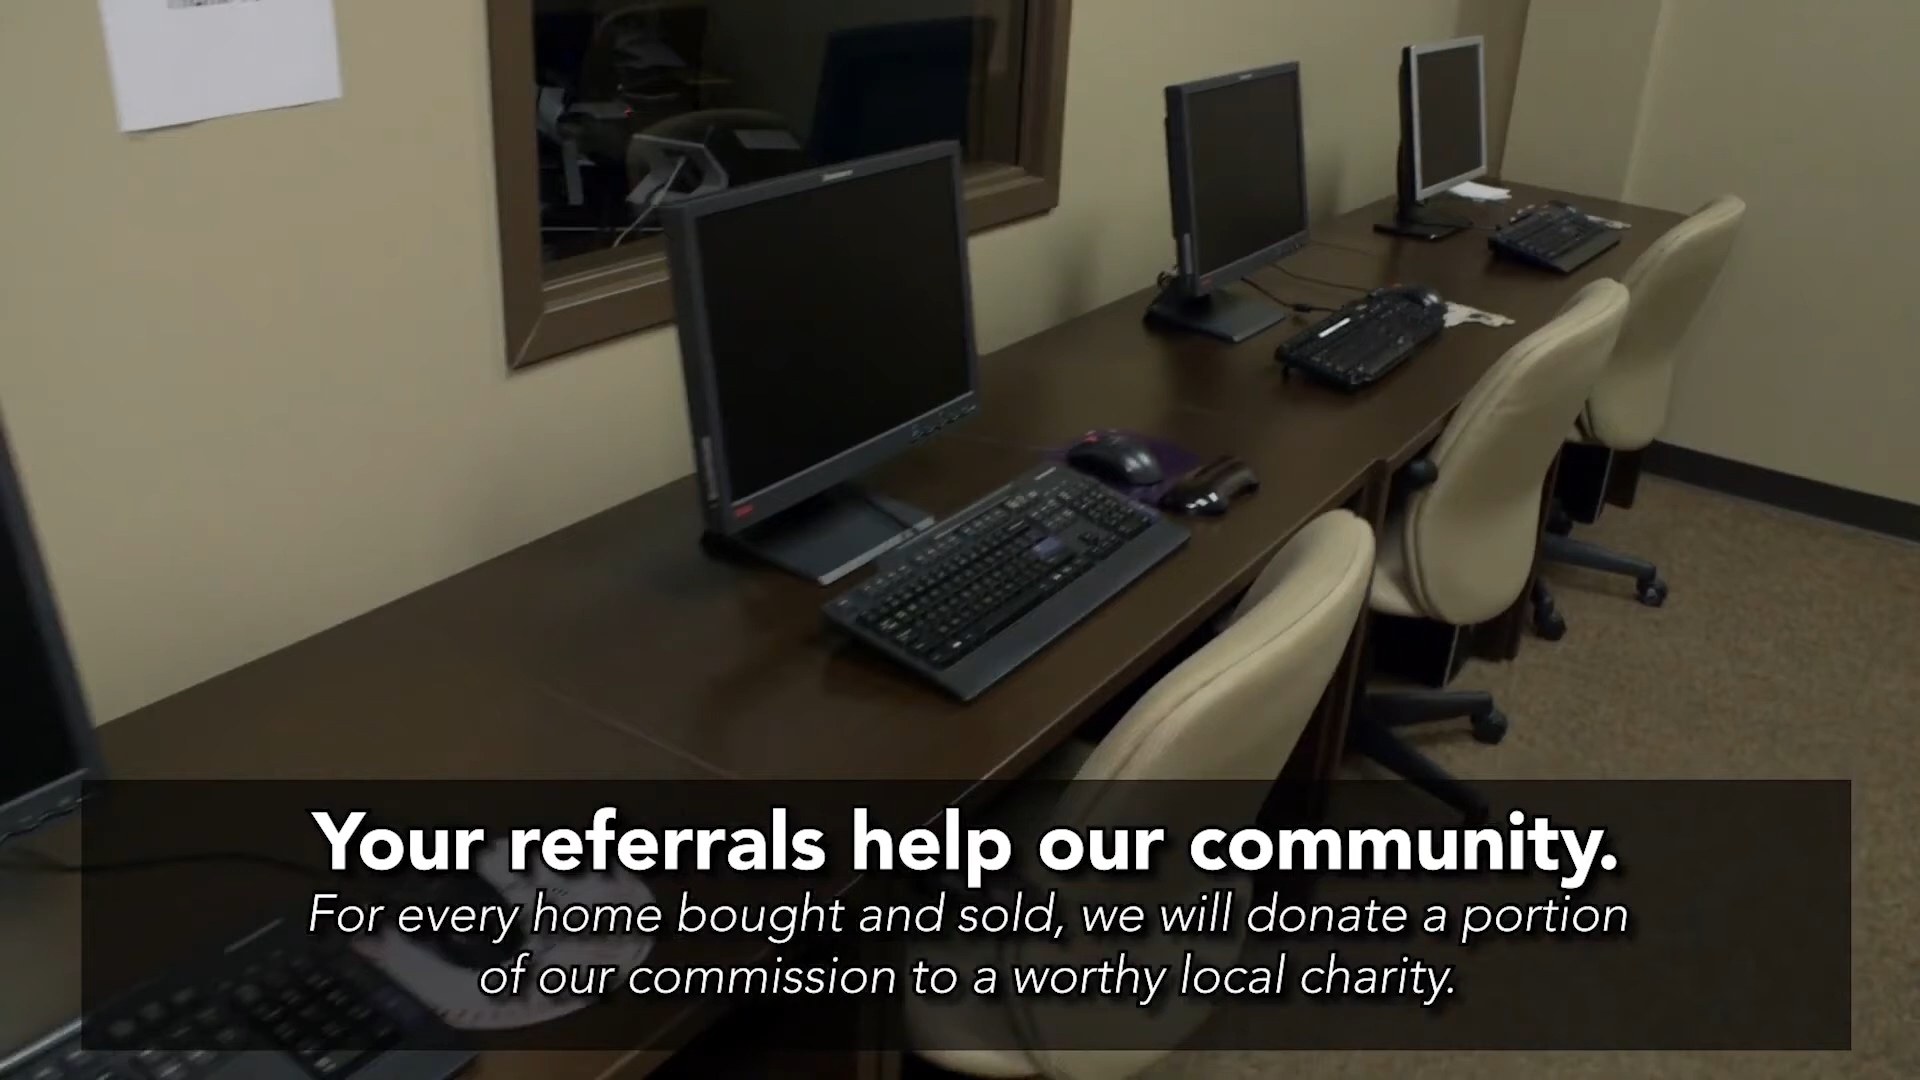 Your referrals help our community.
For every home bought and sold, we will donate a portion
of our commission to a worthy local charity.